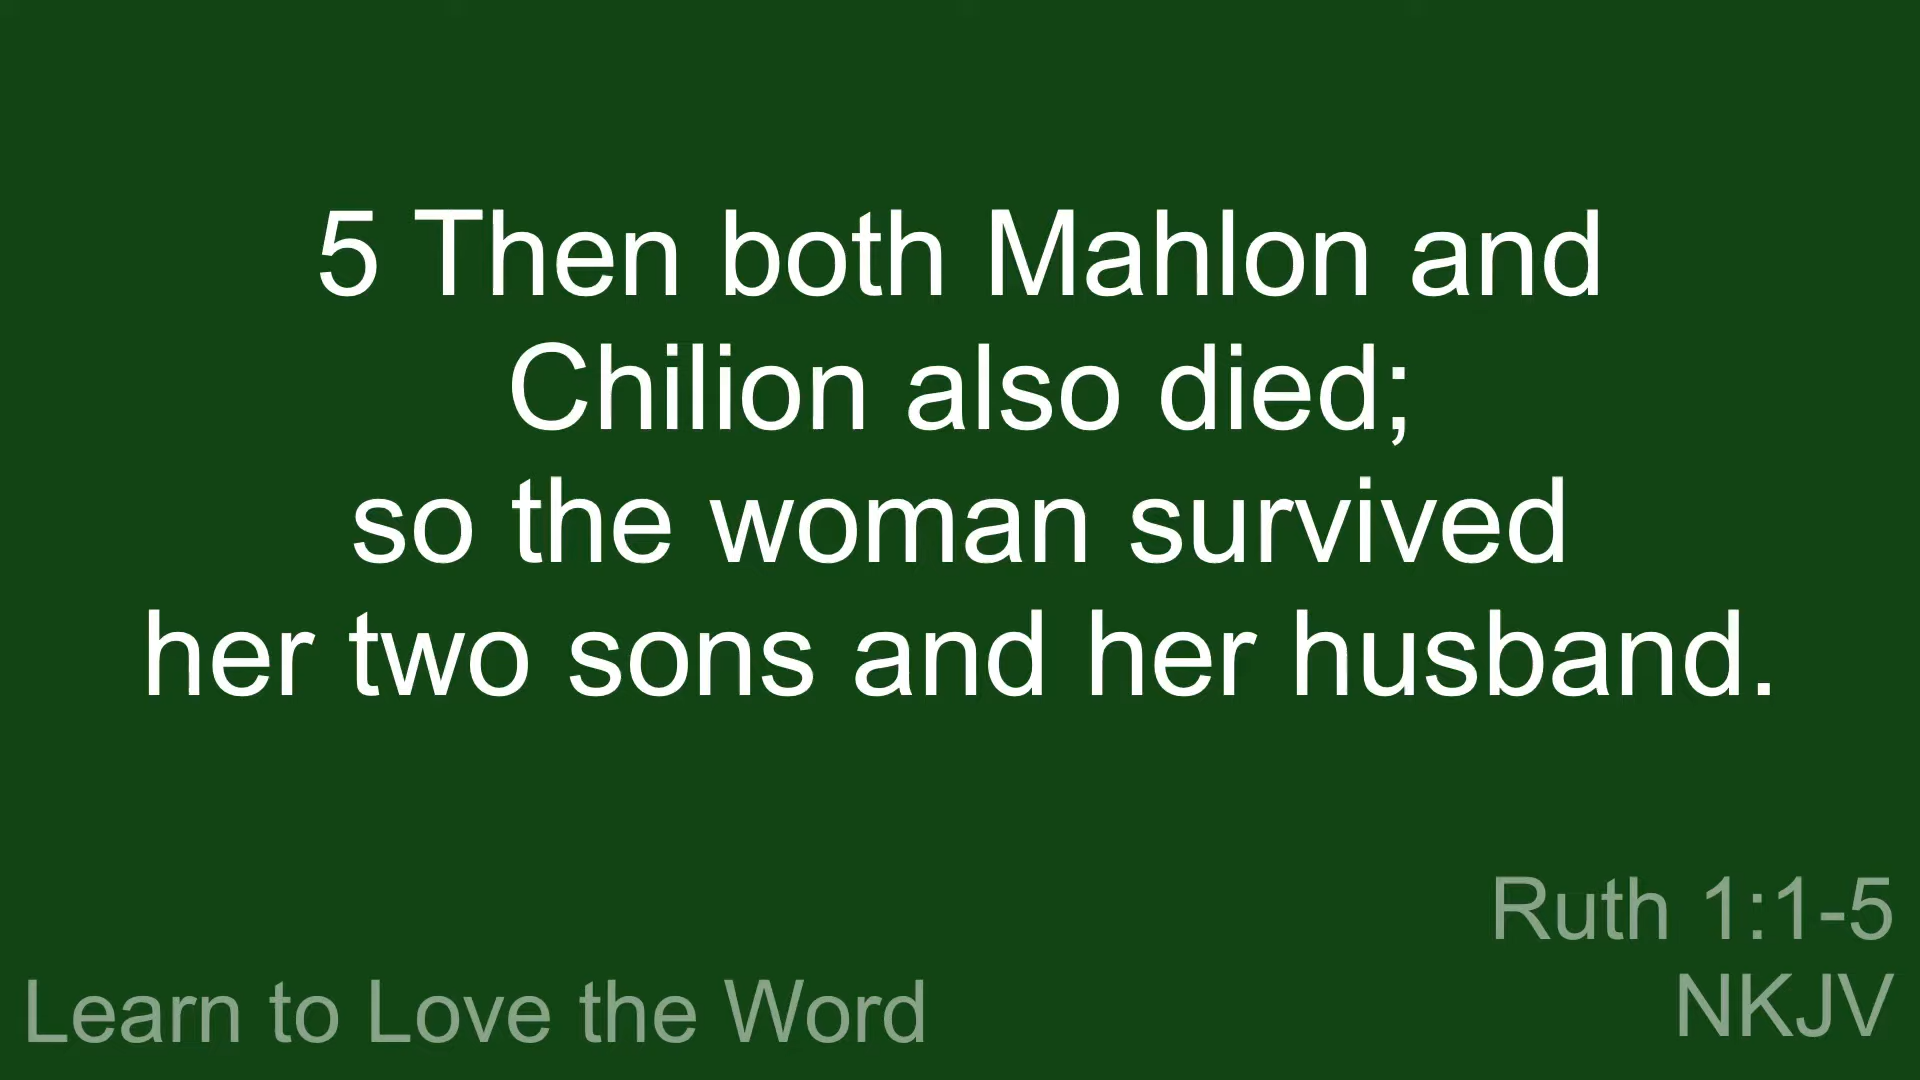 5 Then both Mahlon and
Chilion also died;
so the woman survived
her two sons and her husband.
Ruth 1:1-5
NKJV
Learn to Love the Word